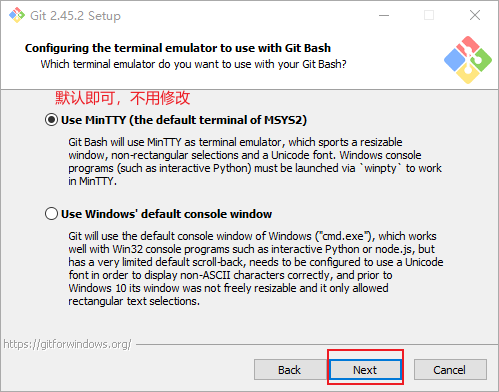 Git 2.45.2 Setup
Configuring the terminal emulator to use with Git Bash
Which terminal emulator do you want to use with your Git Bash?
默认即可，不用修改
Use MinTTY (the default terminal of MSYS2)
Git Bash will use MinTTY as terminal emulator, which sports a resizable
window, non-rectangular selections and a Unicode font. Windows console
programs (such as interactive Python) must be launched via `winpty` to work
in MinTTY.
Use Windows' default console window
Git will use the default console window of Windows ("cmd.exe"), which works
well with Win32 console programs such as interactive Python or node.js, but
has a very limited default scroll-back, needs to be configured to use a Unicode
font in order to display non-ASCII characters correctly, and prior to
Windows 10 its window was not freely resizable and it only allowed
rectangular text selections.
https://gitforwindows.org/
Back
Next
Cancel